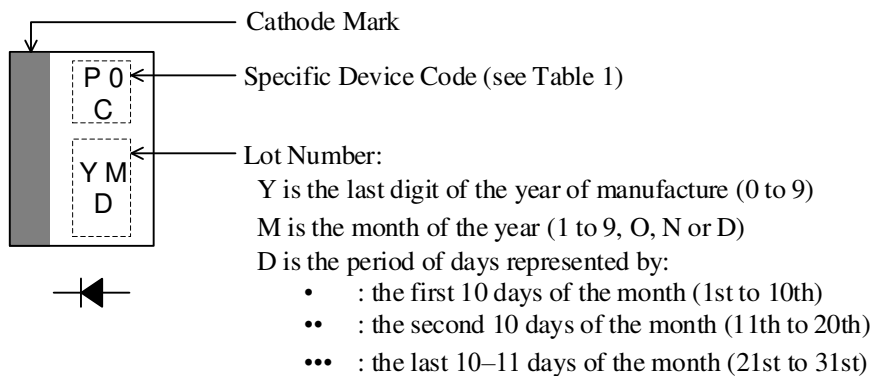 Cathode Mark
P 0
C
Specific Device Code (see Table 1)
Y M
D
Lot Number:
Y is the last digit of the year of manufacture (0 to 9)
M is the month of the year (1 to 9, O, N or D)
D is the period of days represented by:
• : the first 10 days of the month (1st to 10th)
•• : the second 10 days of the month (11th to 20th)
••• : the last 10–11 days of the month (21st to 31st)